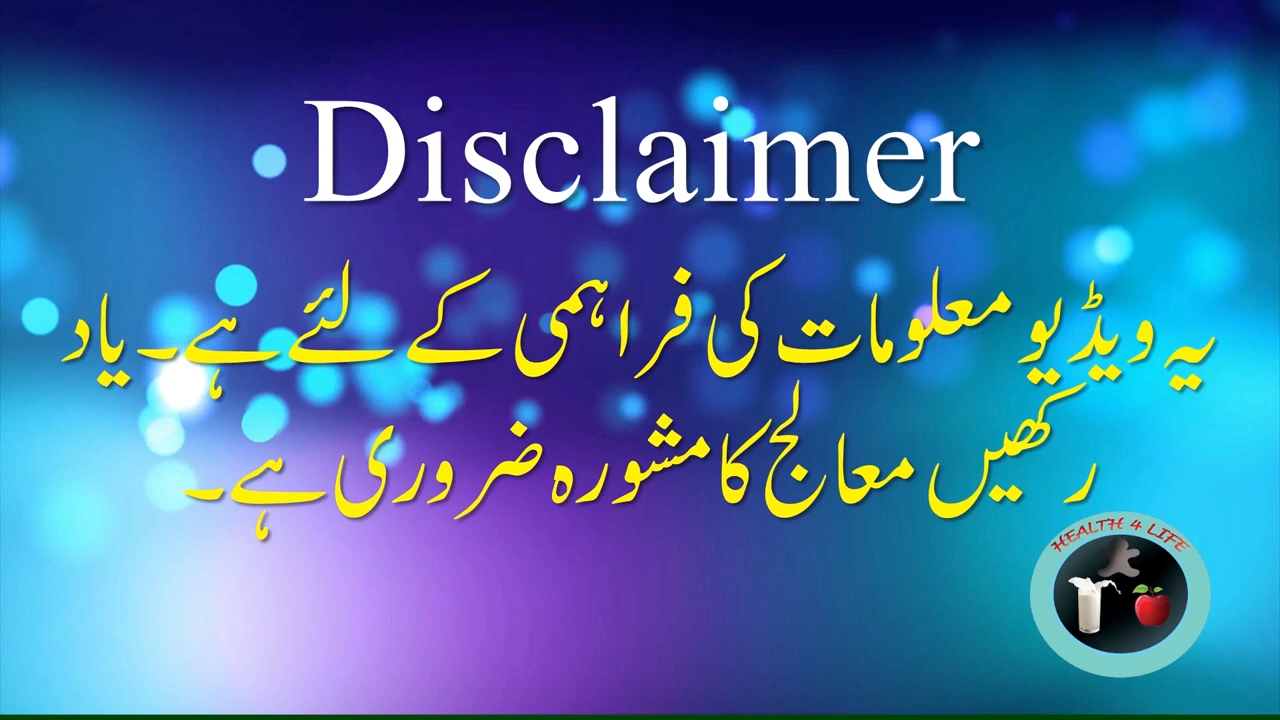 Disclaimer
یہ ویڈیو معلومات کی فراہمی کے لئے ہے۔ یاد
رکھیں معالج کا مشورہ ضروری ہے۔
HEALTH 4 LIFE